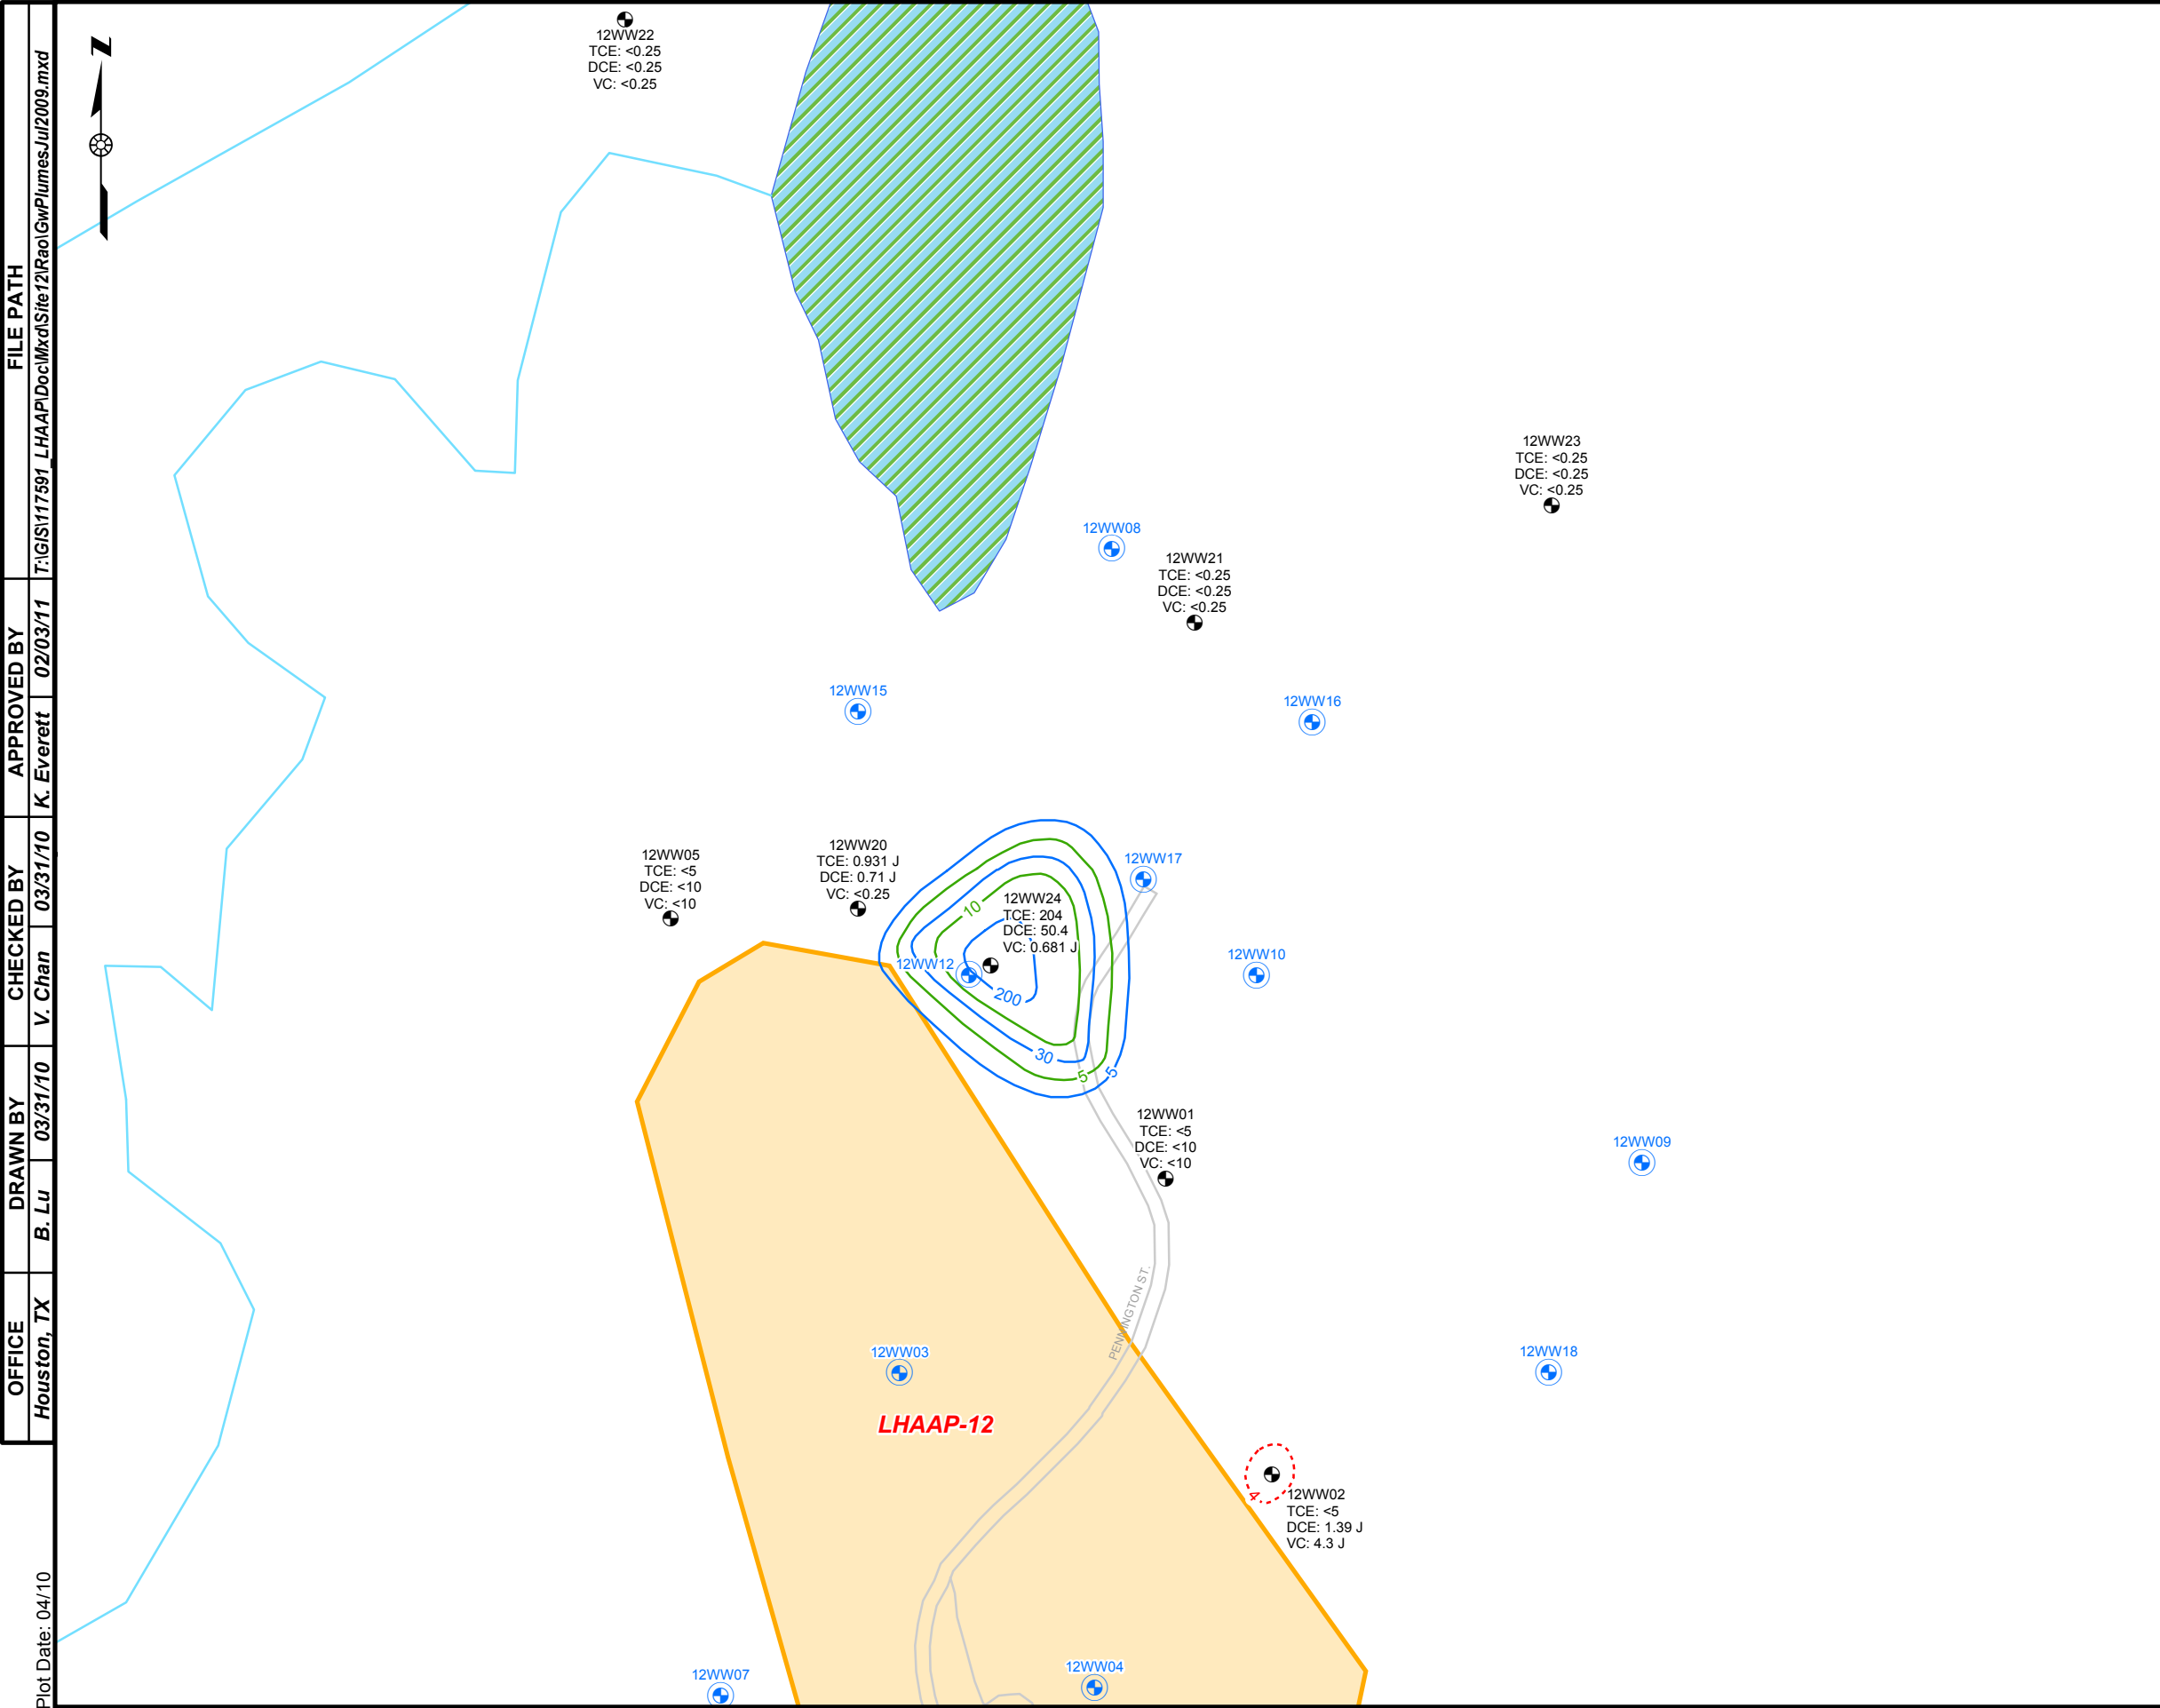 FILE PATH
T:\GIS\117591_LHAAP\Doc\Mxd\Site12\Rao\GwPlumesJul2009.mxd
APPROVED BY
K. Everett 02/03/11
CHECKED BY
V. Chan 03/31/10
DRAWN BY
B. Lu 03/31/10
OFFICE
Houston, TX
Plot Date: 04/10
N
12WW22
TCE: <0.25
DCE: <0.25
VC: <0.25
12WW23
TCE: <0.25
DCE: <0.25
VC: <0.25
12WW08
12WW21
TCE: <0.25
DCE: <0.25
VC: <0.25
12WW15
12WW16
12WW05
TCE: <5
DCE: <10
VC: <10
12WW20
TCE: 0.931 J
DCE: 0.71 J
VC: <0.25
12WW17
10
12WW24
TCE: 204
DCE: 50.4
VC: 0.681 J
12WW12
200
12WW10
30
5
5
12WW01
TCE: <5
DCE: <10
VC: <10
12WW09
PENNINGTON ST.
12WW03
12WW18
LHAAP-12
4
12WW02
TCE: <5
DCE: 1.39 J
VC: 4.3 J
12WW07
12WW04